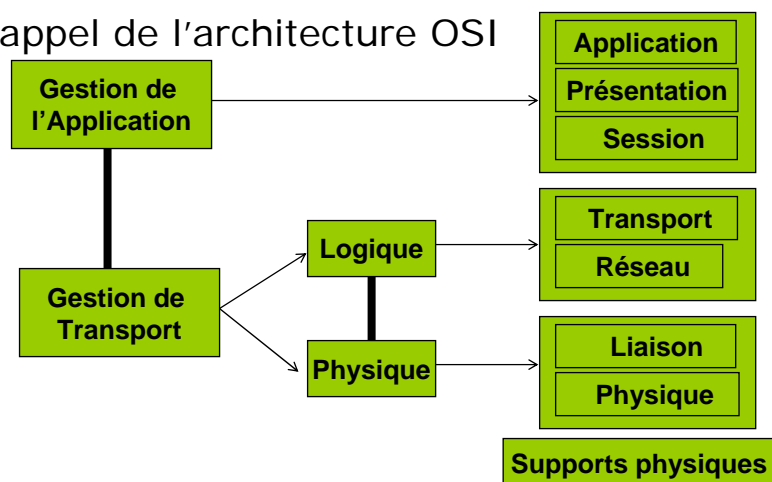 appel de l'architecture OSI
Gestion de
l'Application
Gestion de
Transport
Logique
Physique
Application
Présentation
Session
Transport
Réseau
Liaison
Physique
Supports physiques